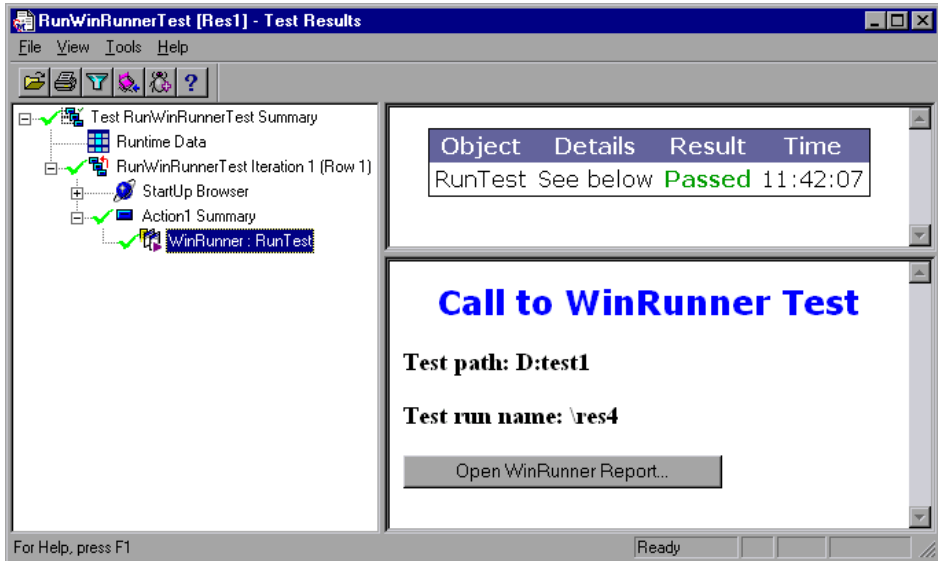 RunWinRunnerTest [Res1] - Test Results
File View Tools Help
?
Test RunWinRunnerTest Summary
Runtime Data
RunWinRunnerTest Iteration 1 (Row 1)
StartUp Browser
Action1 Summary
WinRunner : RunTest
Object Details Result Time
RunTest See below Passed 11:42:07
Call to WinRunner Test
Test path: D:test1
Test run name: \res4
Open WinRunner Report...
For Help, press F1
Ready